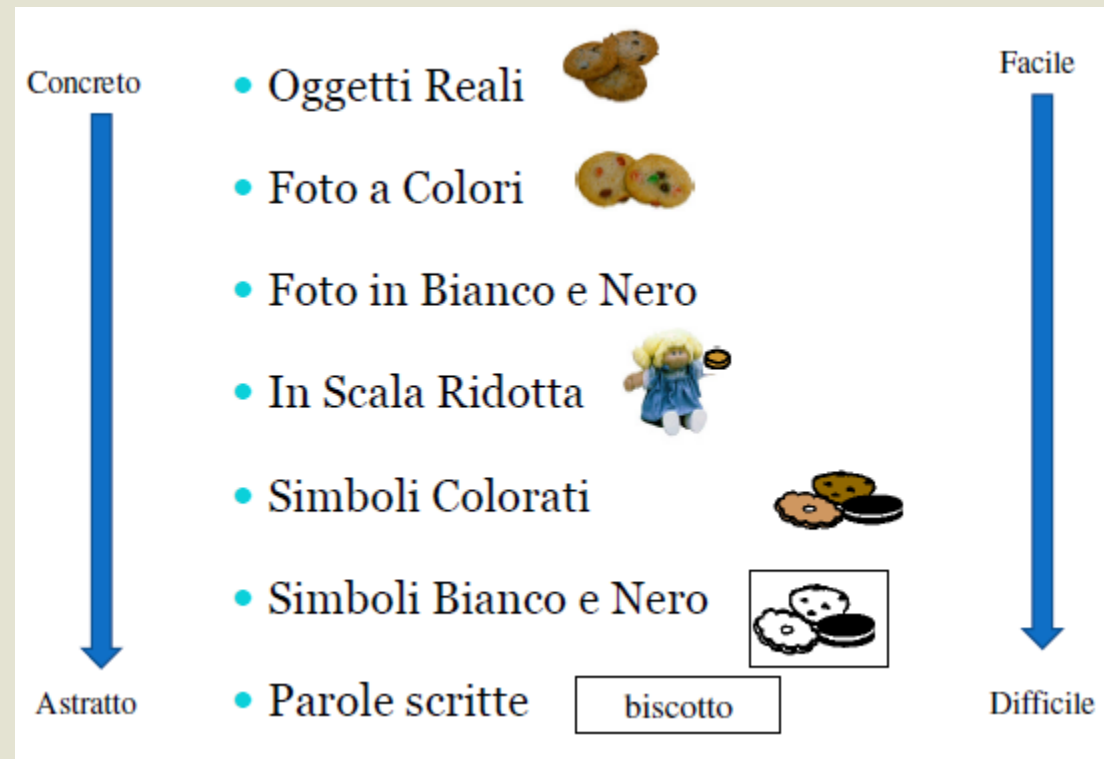 Concreto
Facile
Oggetti Reali
Foto a Colori
Foto in Bianco e Nero
In Scala Ridotta
Simboli Colorati
Simboli Bianco e Nero
Astratto
Parole scritte
biscotto
Difficile